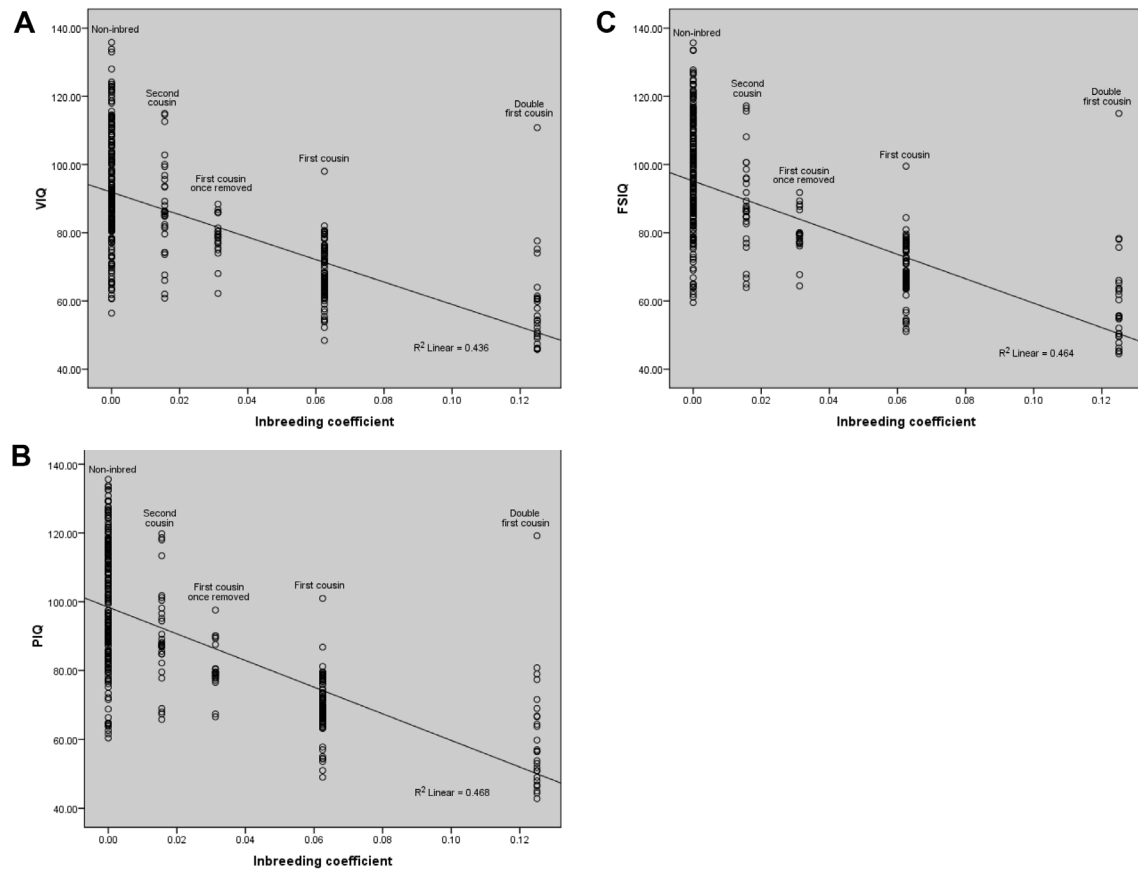 A
Non-inbred
Second
cousin
First cousin
once removed
First cousin
Double
first cousin
140.00
120.00
100.00
80.00
60.00
40.00
VIQ
R² Linear = 0.436
0.00 0.02 0.04 0.06 0.08 0.10 0.12
Inbreeding coefficient
C
Non-inbred
Second
cousin
First cousin
once removed
First cousin
Double
first cousin
140.00
120.00
100.00
80.00
60.00
40.00
FSIQ
R² Linear = 0.464
0.00 0.02 0.04 0.06 0.08 0.10 0.12
Inbreeding coefficient
B
Non-inbred
Second
cousin
First cousin
once removed
First cousin
Double
first cousin
140.00
120.00
100.00
80.00
60.00
40.00
PIQ
R² Linear = 0.468
0.00 0.02 0.04 0.06 0.08 0.10 0.12
Inbreeding coefficient